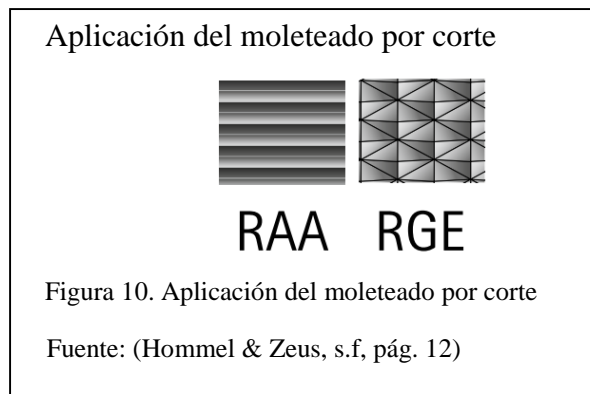 Aplicación del moleteado por corte
RAA RGE
Figura 10. Aplicación del moleteado por corte
Fuente: (Hommel & Zeus, s.f, pág. 12)